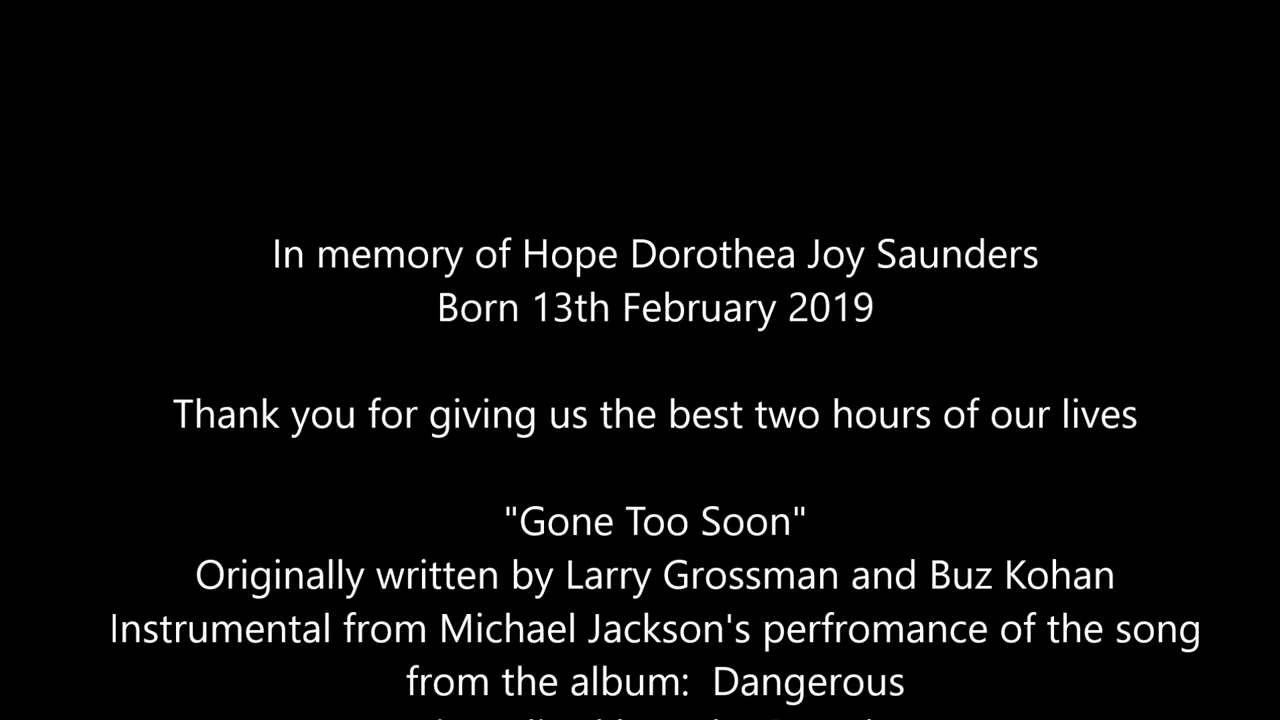 In memory of Hope Dorothea Joy Saunders
Born 13th February 2019
Thank you for giving us the best two hours of our lives
"Gone Too Soon"
Originally written by Larry Grossman and Buz Kohan
Instrumental from Michael Jackson's perfromance of the song
from the album:  Dangerous